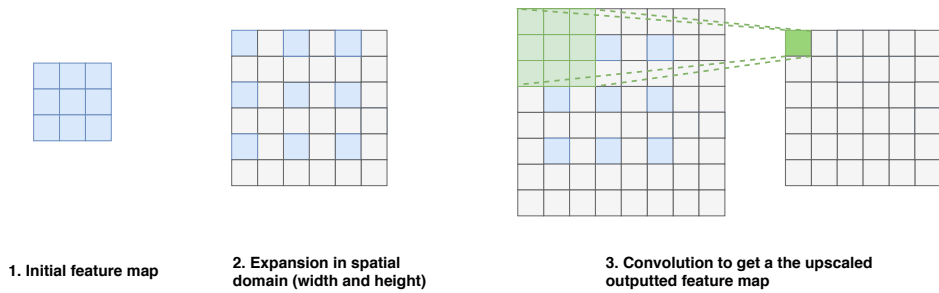 1. Initial feature map
2. Expansion in spatial
domain (width and height)
3. Convolution to get a the upscaled
outputted feature map